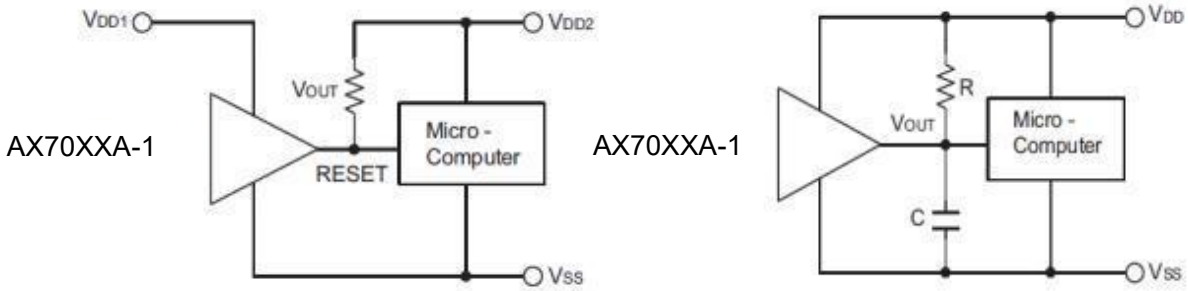 VDD1
VDD2
VOUT
AX70XXA-1
RESET
Micro -
Computer
VSS
VDD
R
VOUT
AX70XXA-1
Micro -
Computer
C
VSS